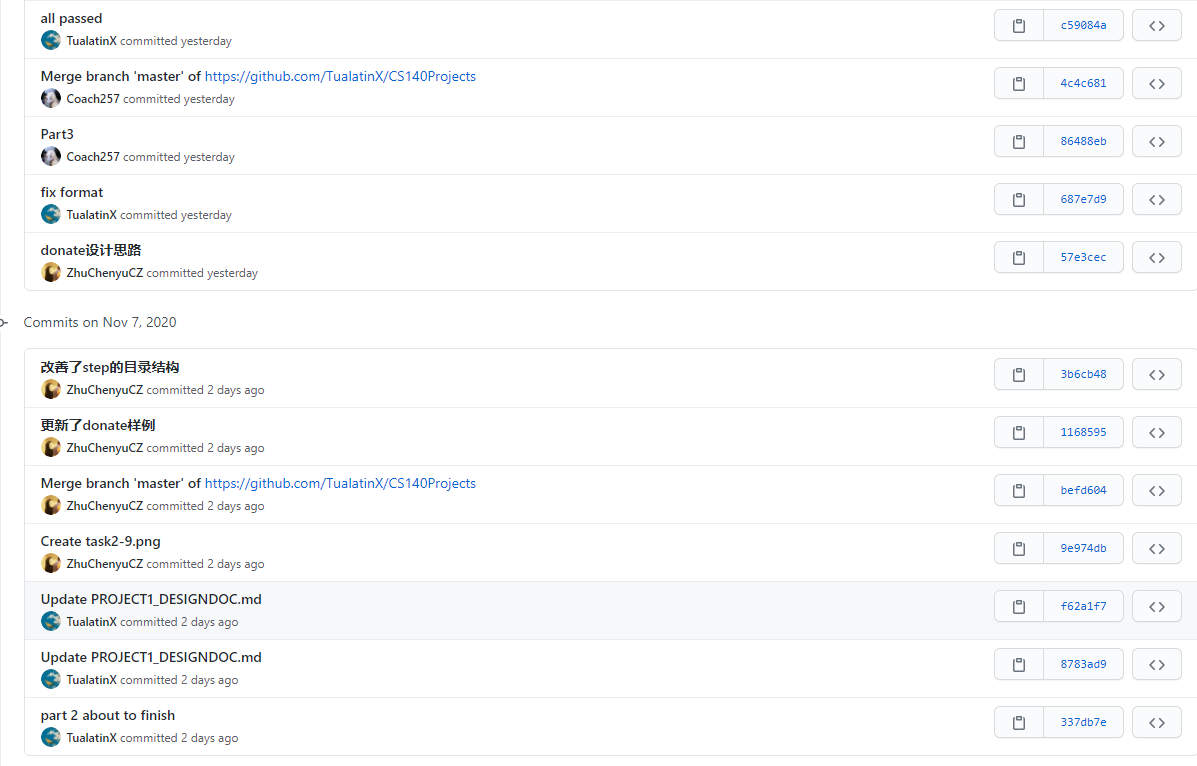 all passed
c59084a
TualatinX committed yesterday
Merge branch 'master' of https://github.com/TualatinX/CS140Projects
4c4c681
Coach257 committed yesterday
Part3
86488eb
Coach257 committed yesterday
fix format
687e7d9
TualatinX committed yesterday
donate设计思路
57e3cec
ZhuChenyuCZ committed yesterday
Commits on Nov 7, 2020
改善了step的目录结构
3b6cb48
ZhuChenyuCZ committed 2 days ago
更新了donate样例
1168595
ZhuChenyuCZ committed 2 days ago
Merge branch 'master' of https://github.com/TualatinX/CS140Projects
befd604
ZhuChenyuCZ committed 2 days ago
Create task2-9.png
9e974db
ZhuChenyuCZ committed 2 days ago
Update PROJECT1_DESIGNDOC.md
f62a1f7
TualatinX committed 2 days ago
Update PROJECT1_DESIGNDOC.md
8783ad9
TualatinX committed 2 days ago
part 2 about to finish
337db7e
TualatinX committed 2 days ago